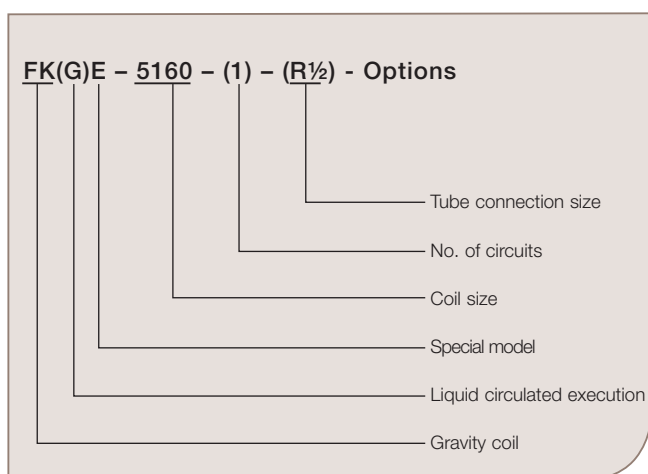 FK(G)E – 5160 – (1) – (R½) - Options
Tube connection size
No. of circuits
Coil size
Special model
Liquid circulated execution
Gravity coil